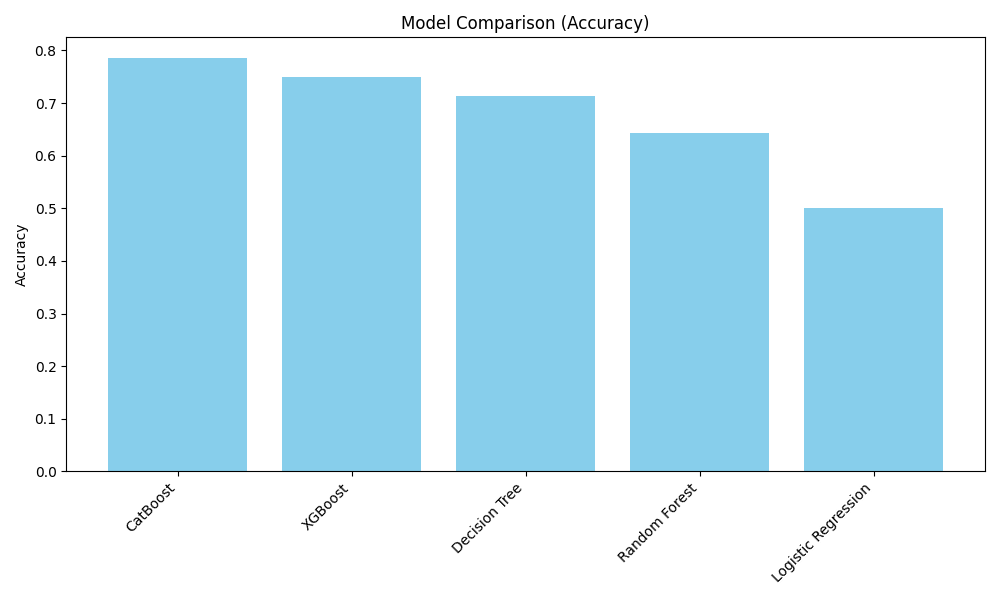 Model Comparison (Accuracy)
Accuracy
0.8
0.7
0.6
0.5
0.4
0.3
0.2
0.1
0.0
CatBoost
XGBoost
Decision Tree
Random Forest
Logistic Regression